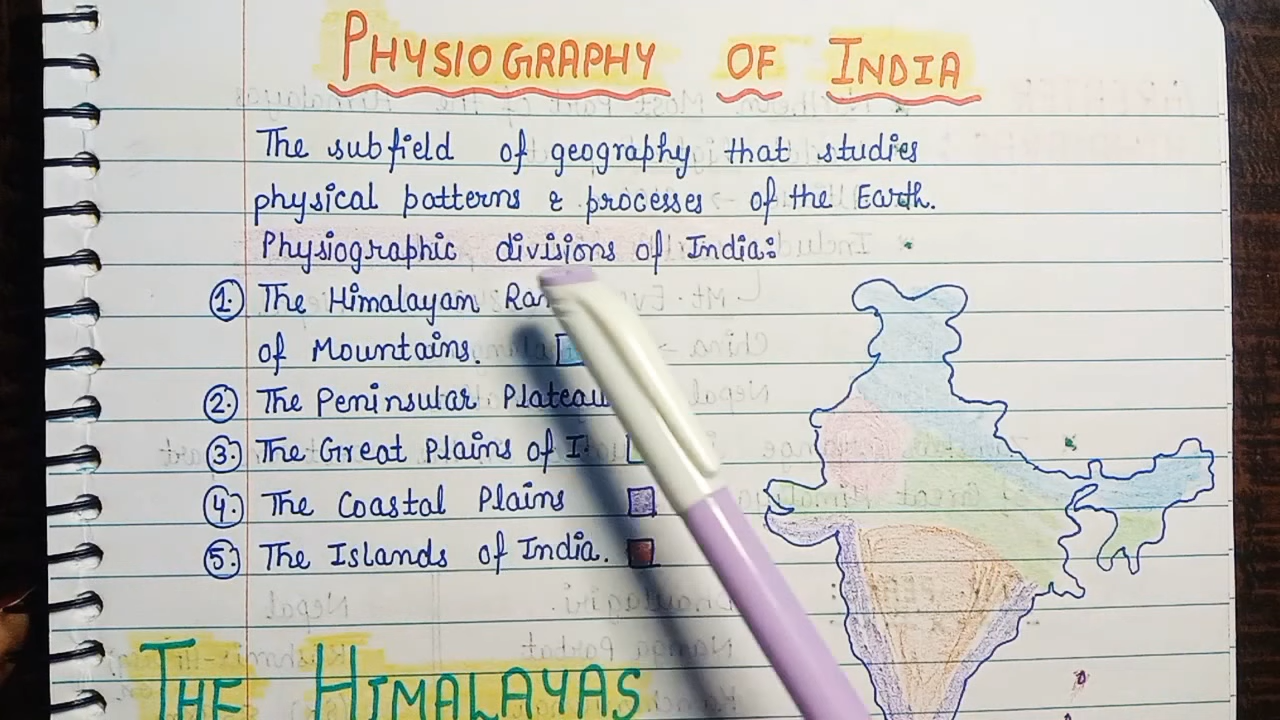 PHYSIOGRAPHY OF INDIA
The subfield of geography that studies
physical patterns & processes of the Earth.
Physiographic divisions of India:
1. The Himalayan
of Mountains.
2. The Peninsular Plateau
3. The Great Plains of
4. The Coastal Plains
5. The Islands of India.
THE HIMALAYAS